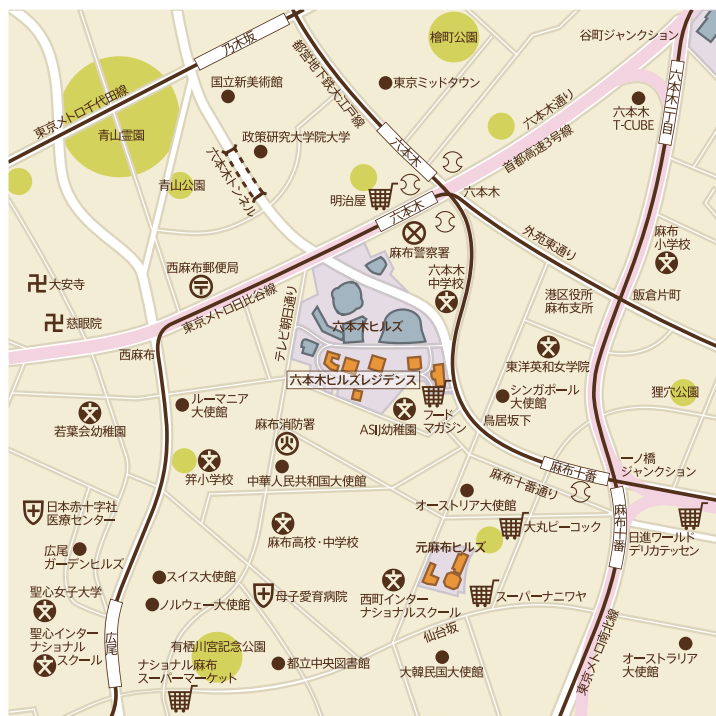 乃木坂
檜町公園
谷町ジャンクション
都営地下鉄大江戸線
国立新美術館
東京ミッドタウン
六本木一丁目
東京メトロ千代田線
六本木通り
六本木
T-CUBE
青山霊園
政策研究大学院大学
六本木
首都高速3号線
六本木トンネル
青山公園
明治屋
六本木
六本木
麻布
小学校
外苑東通り
麻布警察署
西麻布郵便局
六本木
中学校
大安寺
東京メトロ日比谷線
テレビ朝日通り
港区役所
麻布支所
飯倉片町
慈眼院
六本木ヒルズ
西麻布
東洋英和女学院
六本木ヒルズレジデンス
狸穴公園
ルーマニア
大使館
シンガポール
大使館
若葉会幼稚園
麻布消防署
ASIJ幼稚園
フード
マガジン
鳥居坂下
笄小学校
中華人民共和国大使館
麻布十番
一ノ橋
ジャンクション
麻布十番通り
オーストリア大使館
日本赤十字社
医療センター
麻布十番
大丸ピーコック
日進ワールド
デリカテッセン
麻布高校・中学校
広尾
ガーデンヒルズ
元麻布ヒルズ
スイス大使館
聖心女子大学
ノルウェー大使館
母子愛育病院
西町インター
ナショナルスクール
スーパーナニワヤ
広尾
聖心インター
ナショナル
スクール
有栖川宮記念公園
仙台坂
東京メトロ南北線
ナショナル麻布
スーパーマーケット
都立中央図書館
大韓民国大使館
オーストラリア
大使館